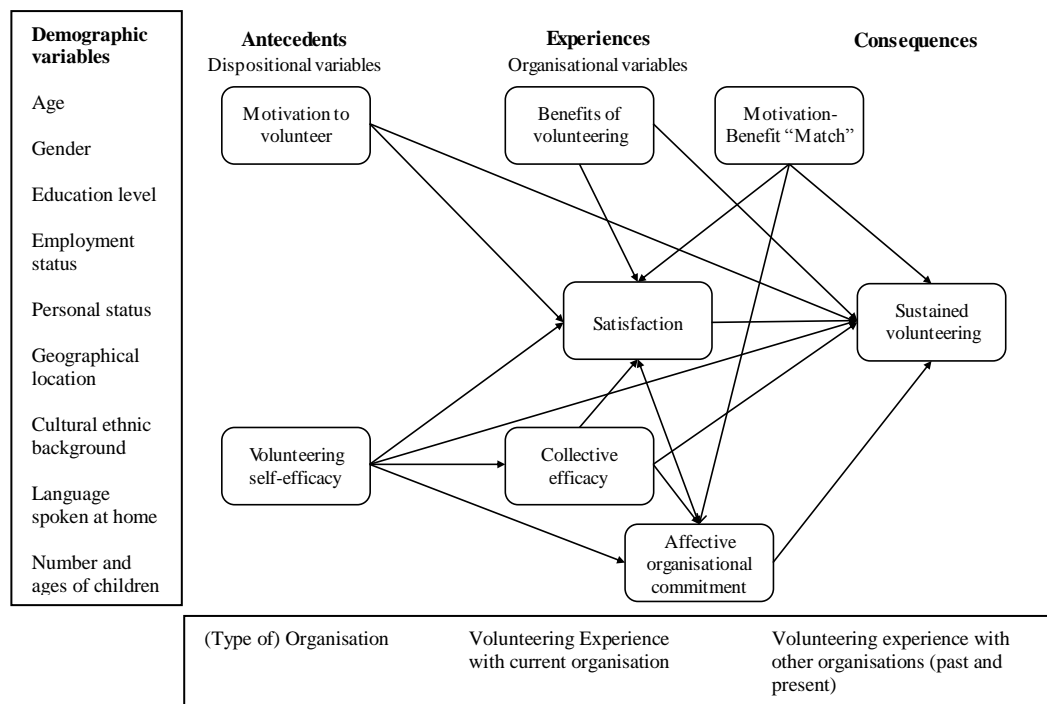 Demographic
variables
Age
Gender
Education level
Employment
status
Personal status
Geographical
location
Cultural ethnic
background
Language
spoken at home
Number and
ages of children
Antecedents
Dispositional variables
Experiences
Organisational variables
Consequences
Motivation to
volunteer
Benefits of
volunteering
Motivation-
Benefit “Match”
Satisfaction
Sustained
volunteering
Volunteering
self-efficacy
Collective
efficacy
Affective
organisational
commitment
(Type of) Organisation
Volunteering Experience
with current organisation
Volunteering experience with
other organisations (past and
present)